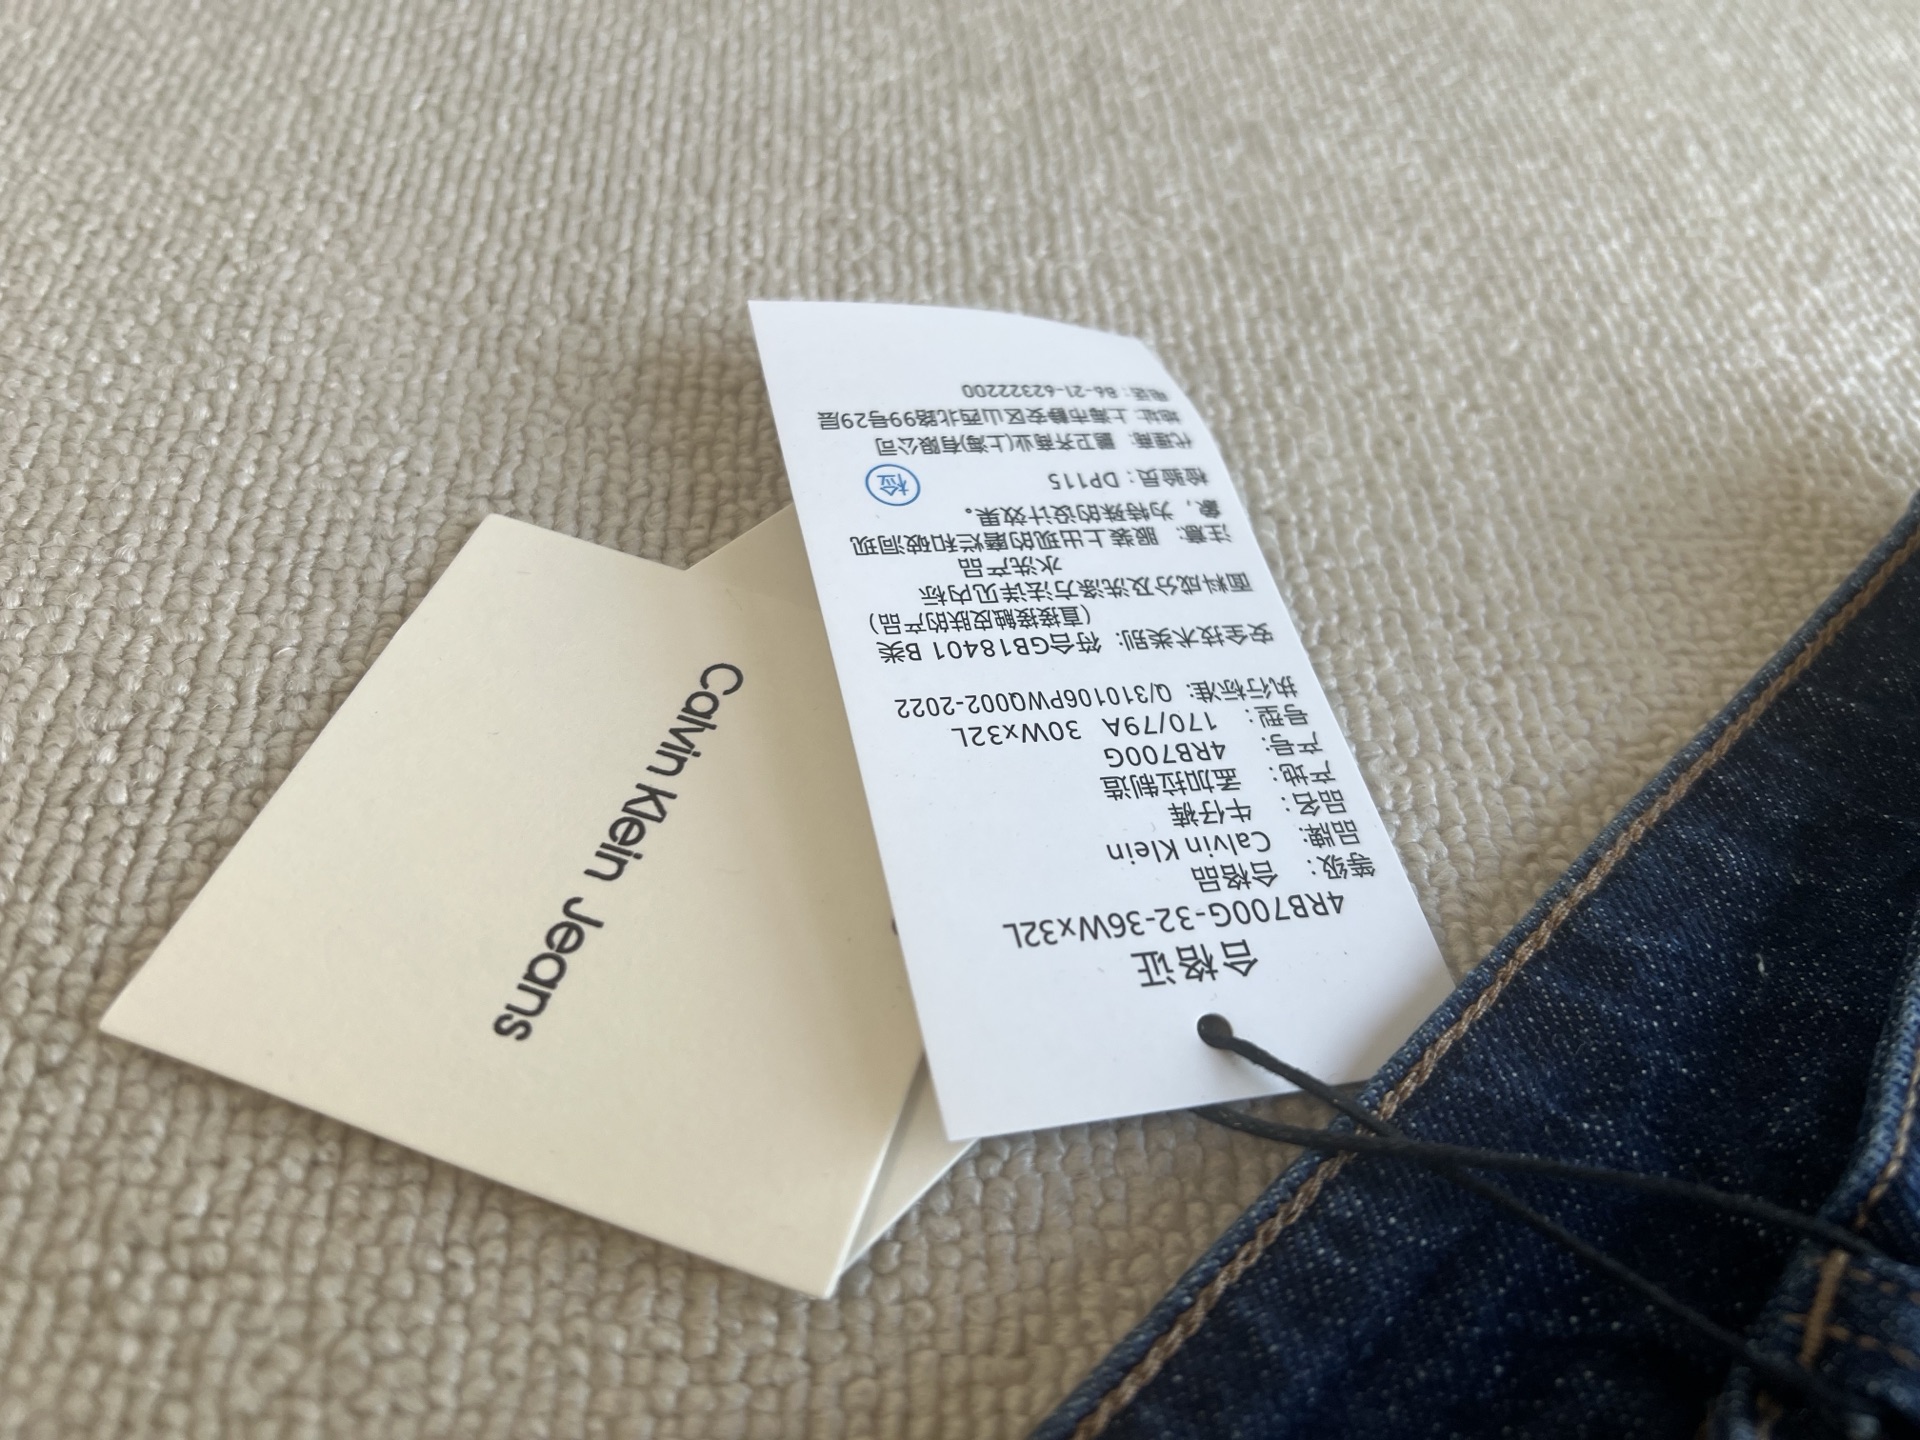 合格证
4RB700G-32-36Wx32L
等级： 合格品
品牌： Calvin Klein
品名： 牛仔裤
产地： 孟加拉制造
产号： 4RB700G
号型： 170/79A 30Wx32L
执行标准： Q/310106PWQ002-2022
安全技术类别： 符合GB18401 B类
（直接接触皮肤的产品）
面料成分及洗涤方法详见内标
水洗产品
注意： 服装上出现的磨烂和破洞现
象，为特殊的设计效果。
检验员：DP115
检
代理商： 鹏卫齐商业(上海)有限公司
地址： 上海市静安区山西北路99号29层
电话：86-21-62322200
Calvin Klein Jeans